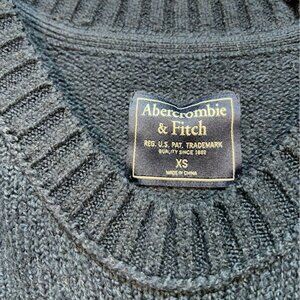 Abercrombie
& Fitch
REG. U.S. PAT. TRADEMARK
QUALITY SINCE 1892
XS
MADE IN CHINA